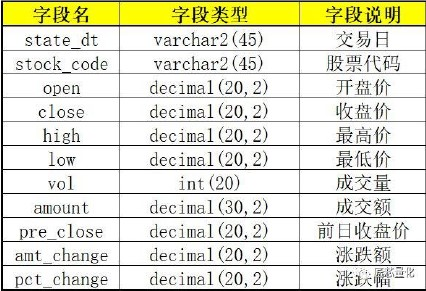 字段名 字段类型 字段说明
state_dt varchar2(45) 交易日
stock_code varchar2(45) 股票代码
open decimal(20,2) 开盘价
close decimal(20,2) 收盘价
high decimal(20,2) 最高价
low decimal(20,2) 最低价
vol int(20) 成交量
amount decimal(30,2) 成交额
pre_close decimal(20,2) 前日收盘价
amt_change decimal(20,2) 涨跌额
pct_change decimal(20,2) 涨跌幅